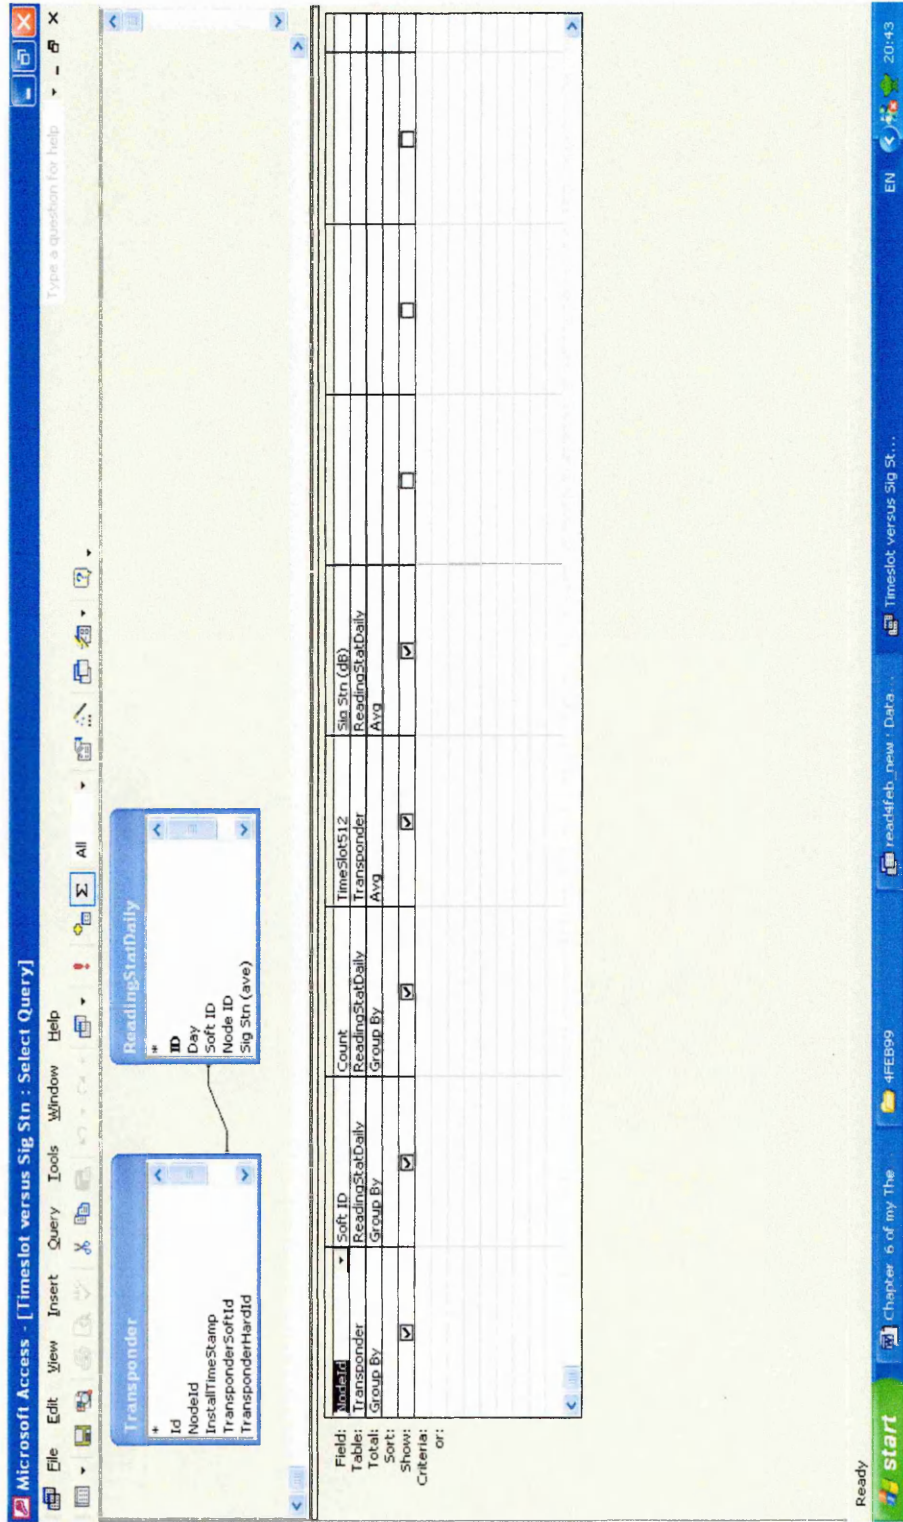 Microsoft Access - [Timeslot versus Sig Stn : Select Query]
File Edit View Insert Query Tools Window Help
Type a question for help
All
Transponder
*
Id
NodeId
InstallTimeStamp
TransponderSoftId
TransponderHardId
ReadingStatDaily
*
ID
Day
Soft ID
Node ID
Sig Stn (ave)
Field: NodeId Soft ID Count TimeSlot512 Sig Stn (dB)
Table: Transponder ReadingStatDaily ReadingStatDaily Transponder ReadingStatDaily
Total: Group By Group By Group By Avg Avg
Sort:
Show:
Criteria:
or:
Ready
start Chapter 6 of my The 4FEB99 read4feb_new : Data... Timeslot versus Sig St... EN 20:43